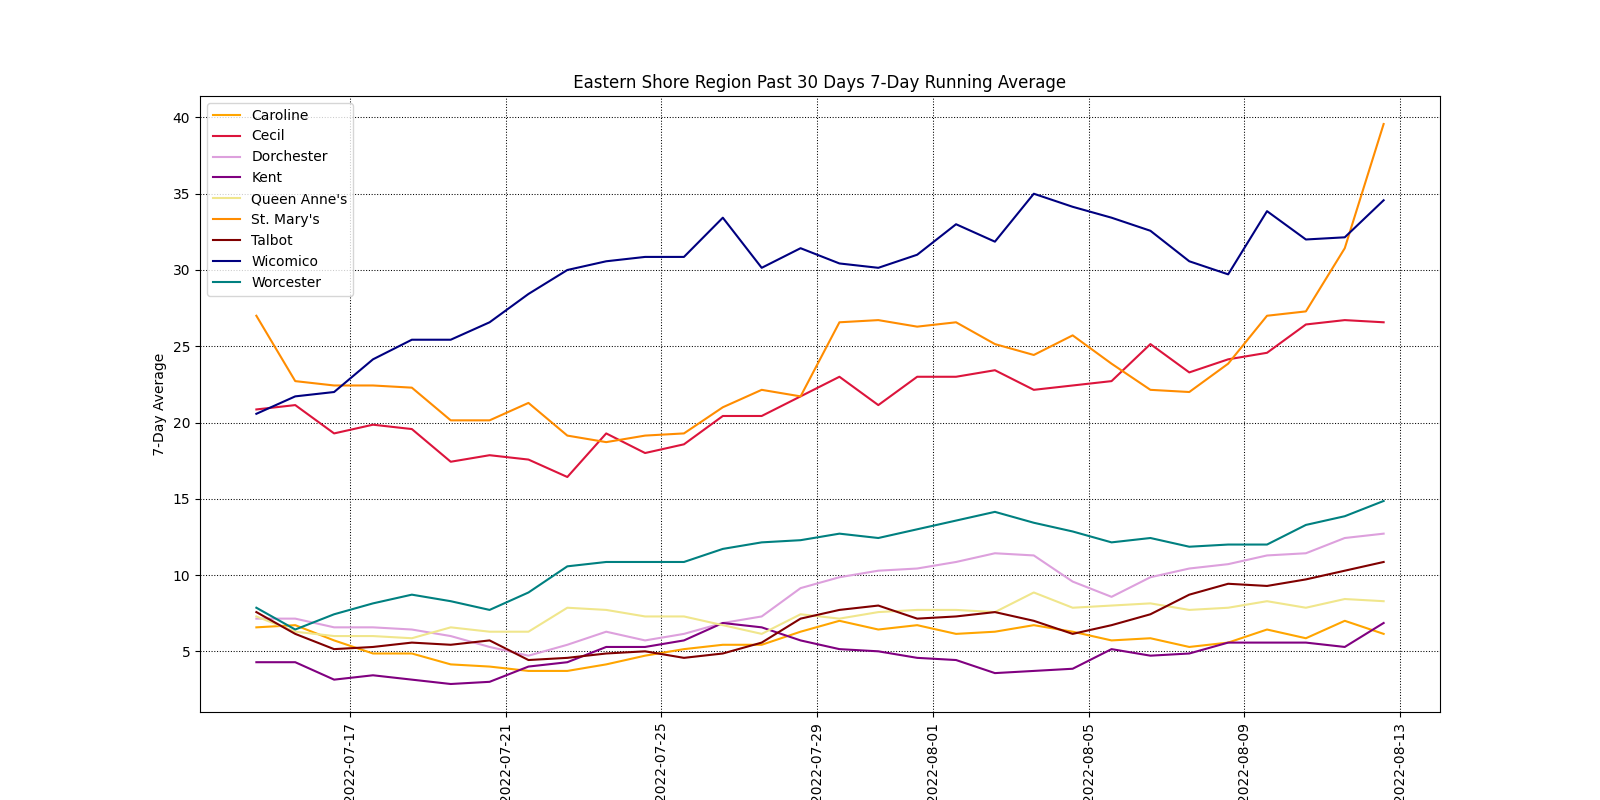 Eastern Shore Region Past 30 Days 7-Day Running Average
40
35
30
25
20
15
10
5
7-Day Average
Caroline
Cecil
Dorchester
Kent
Queen Anne's
St. Mary's
Talbot
Wicomico
Worcester
2022-07-17
2022-07-21
2022-07-25
2022-07-29
2022-08-01
2022-08-05
2022-08-09
2022-08-13